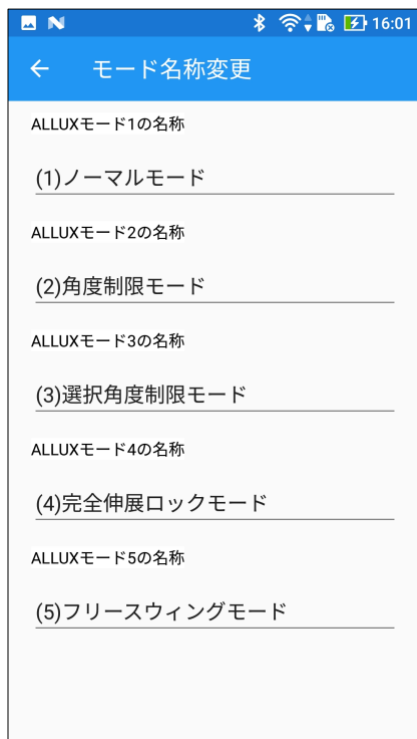 16:01
モード名称変更
ALLUXモード1の名称
(1)ノーマルモード
ALLUXモード2の名称
(2)角度制限モード
ALLUXモード3の名称
(3)選択角度制限モード
ALLUXモード4の名称
(4)完全伸展ロックモード
ALLUXモード5の名称
(5)フリースウィングモード